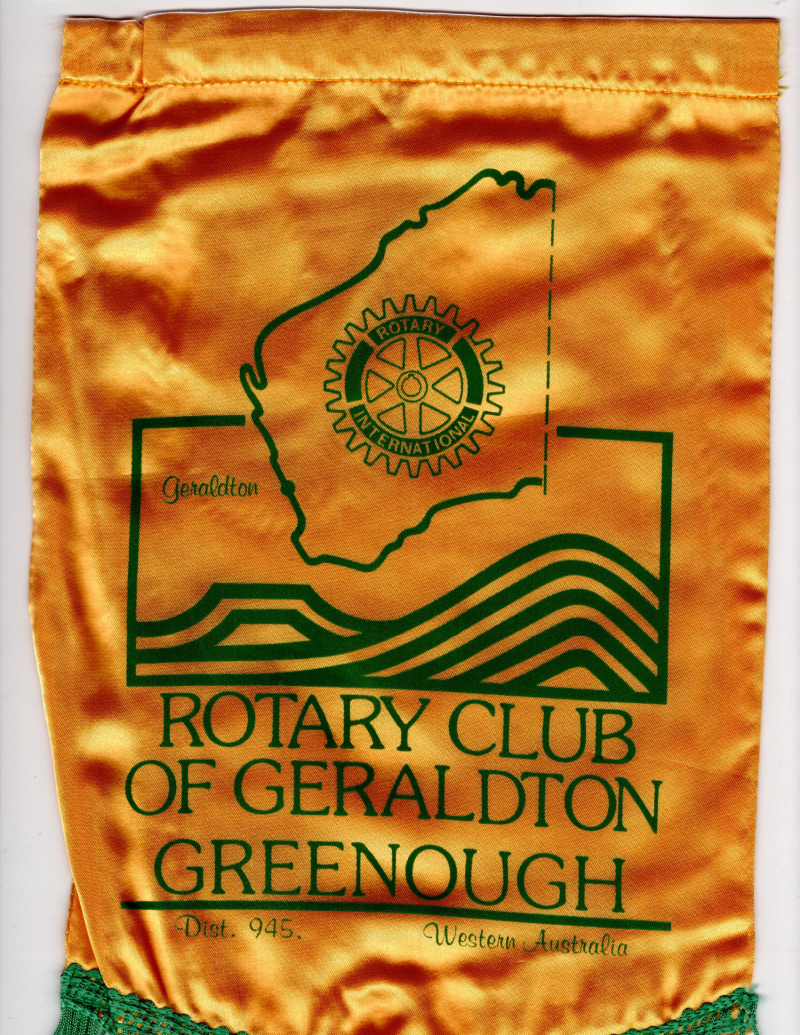 ROTARY
INTERNATIONAL
Geraldton
ROTARY CLUB
OF GERALDTON
GREENOUGH
Dist. 945.
Western Australia